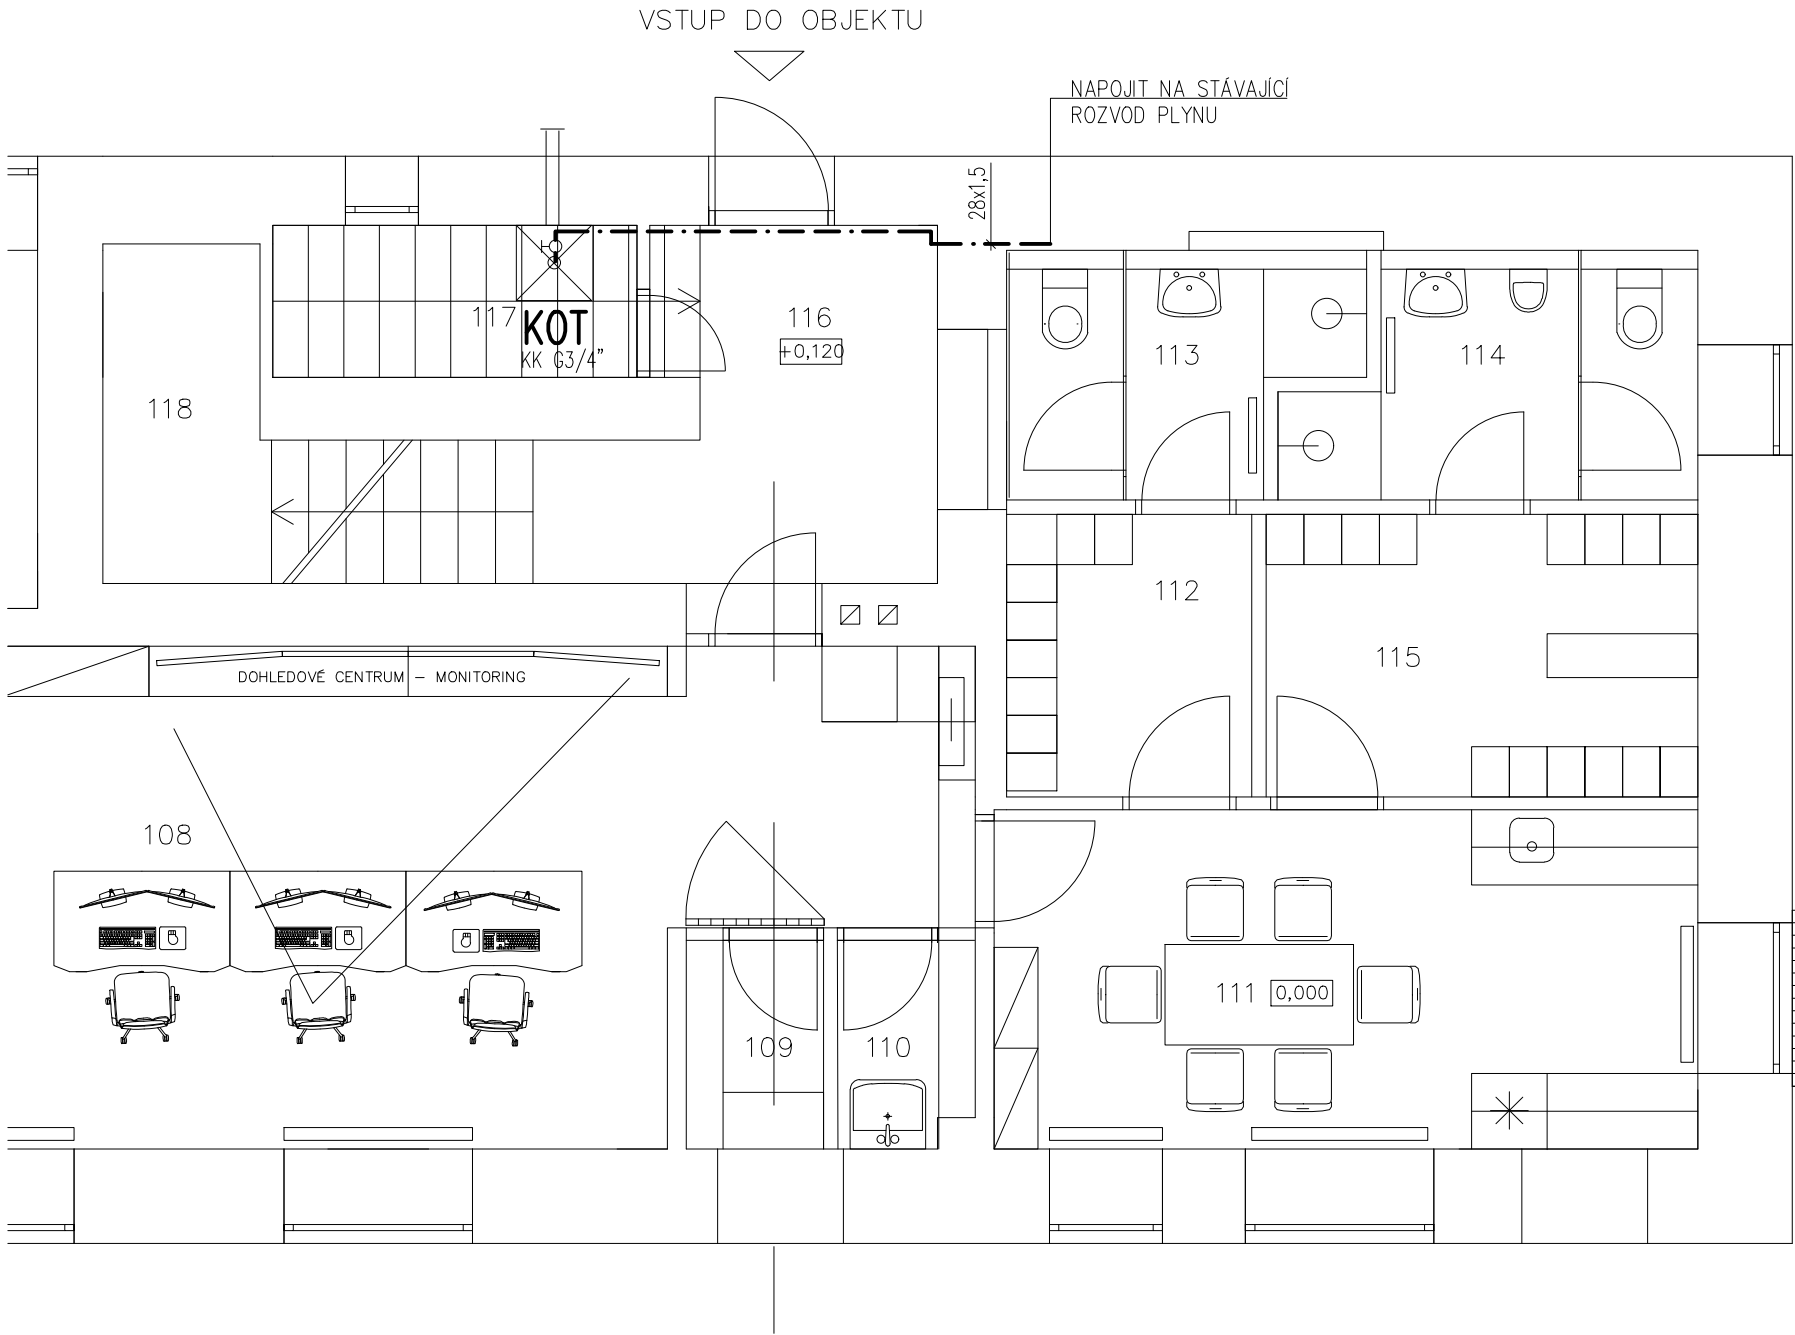 VSTUP DO OBJEKTU
NAPOJIT NA STÁVAJÍCÍ
ROZVOD PLYNU
28x1,5
117
KOT
KK G3/4"
116
+0,120
113
114
118
112
115
DOHLEDOVÉ CENTRUM – MONITORING
108
111
0,000
109
110